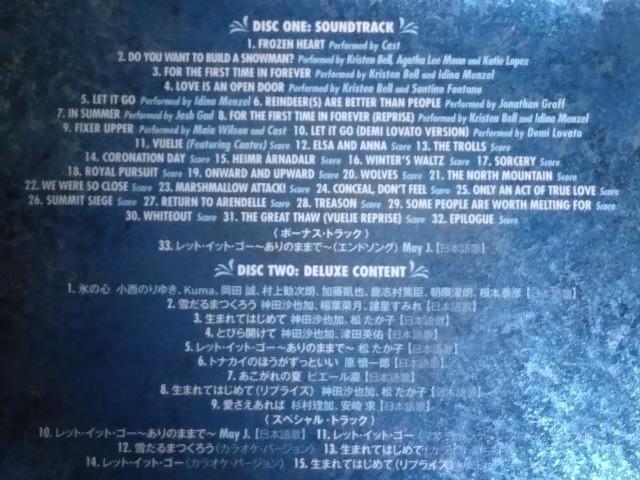 DISC ONE: SOUNDTRACK
1. FROZEN HEART Performed by Cast
2. DO YOU WANT TO BUILD A SNOWMAN? Performed by Kristen Bell, Agatha Lee Monn and Katie Lopez
3. FOR THE FIRST TIME IN FOREVER Performed by Kristen Bell and Idina Menzel
4. LOVE IS AN OPEN DOOR Performed by Kristen Bell and Santino Fontana
5. LET IT GO Performed by Idina Menzel 6. REINDEER(S) ARE BETTER THAN PEOPLE Performed by Jonathan Groff
7. IN SUMMER Performed by Josh Gad 8. FOR THE FIRST TIME IN FOREVER (REPRISE) Performed by Kristen Bell and Idina Menzel
9. FIXER UPPER Performed by Maia Wilson and Cast 10. LET IT GO (DEMI LOVATO VERSION) Performed by Demi Lovato
11. VUELIE (Featuring Cantus) Score 12. ELSA AND ANNA Score 13. THE TROLLS Score
14. CORONATION DAY Score 15. HEIMR ÀRNADALR Score 16. WINTER'S WALTZ Score 17. SORCERY Score
18. ROYAL PURSUIT Score 19. ONWARD AND UPWARD Score 20. WOLVES Score 21. THE NORTH MOUNTAIN Score
22. WE WERE SO CLOSE Score 23. MARSHMALLOW ATTACK! Score 24. CONCEAL, DON'T FEEL Score 25. ONLY AN ACT OF TRUE LOVE Score
26. SUMMIT SIEGE Score 27. RETURN TO ARENDELLE Score 28. TREASON Score 29. SOME PEOPLE ARE WORTH MELTING FOR Score
30. WHITEOUT Score 31. THE GREAT THAW (VUELIE REPRISE) Score 32. EPILOGUE Score
〈ボーナス・トラック〉
33. レット・イット・ゴー～ありのままで～(エンドソング) May J.【日本語歌】
DISC TWO: DELUXE CONTENT
1. 氷の心 小西のりゆき、Kuma、岡田 誠、村上勧次朗、加藤凱也、鹿志村篤臣、朝隈濯朗、根本泰彦【日本語歌】
2. 雪だるまつくろう 神田沙也加、稲葉菜月、諸星すみれ【日本語歌】
3. 生まれてはじめて 神田沙也加、松 たか子【日本語歌】
4. とびら開けて 神田沙也加、津田英佑【日本語歌】
5. レット・イット・ゴー～ありのままで～ 松 たか子【日本語歌】
6. トナカイのほうがずっといい 原 慎一郎【日本語歌】
7. あこがれの夏 ピエール瀧【日本語歌】
8. 生まれてはじめて(リプライズ) 神田沙也加、松 たか子【日本語歌】
9. 愛さえあれば 杉村理加、安崎 求【日本語歌】
〈スペシャル・トラック〉
10. レット・イット・ゴー～ありのままで～ May J.【日本語歌】 11. レット・イット・ゴー
12. 雪だるまつくろう(カラオケ・バージョン) 13. 生まれてはじめて
14. レット・イット・ゴー(カラオケ・バージョン) 15. 生まれてはじめて(リプライズ)